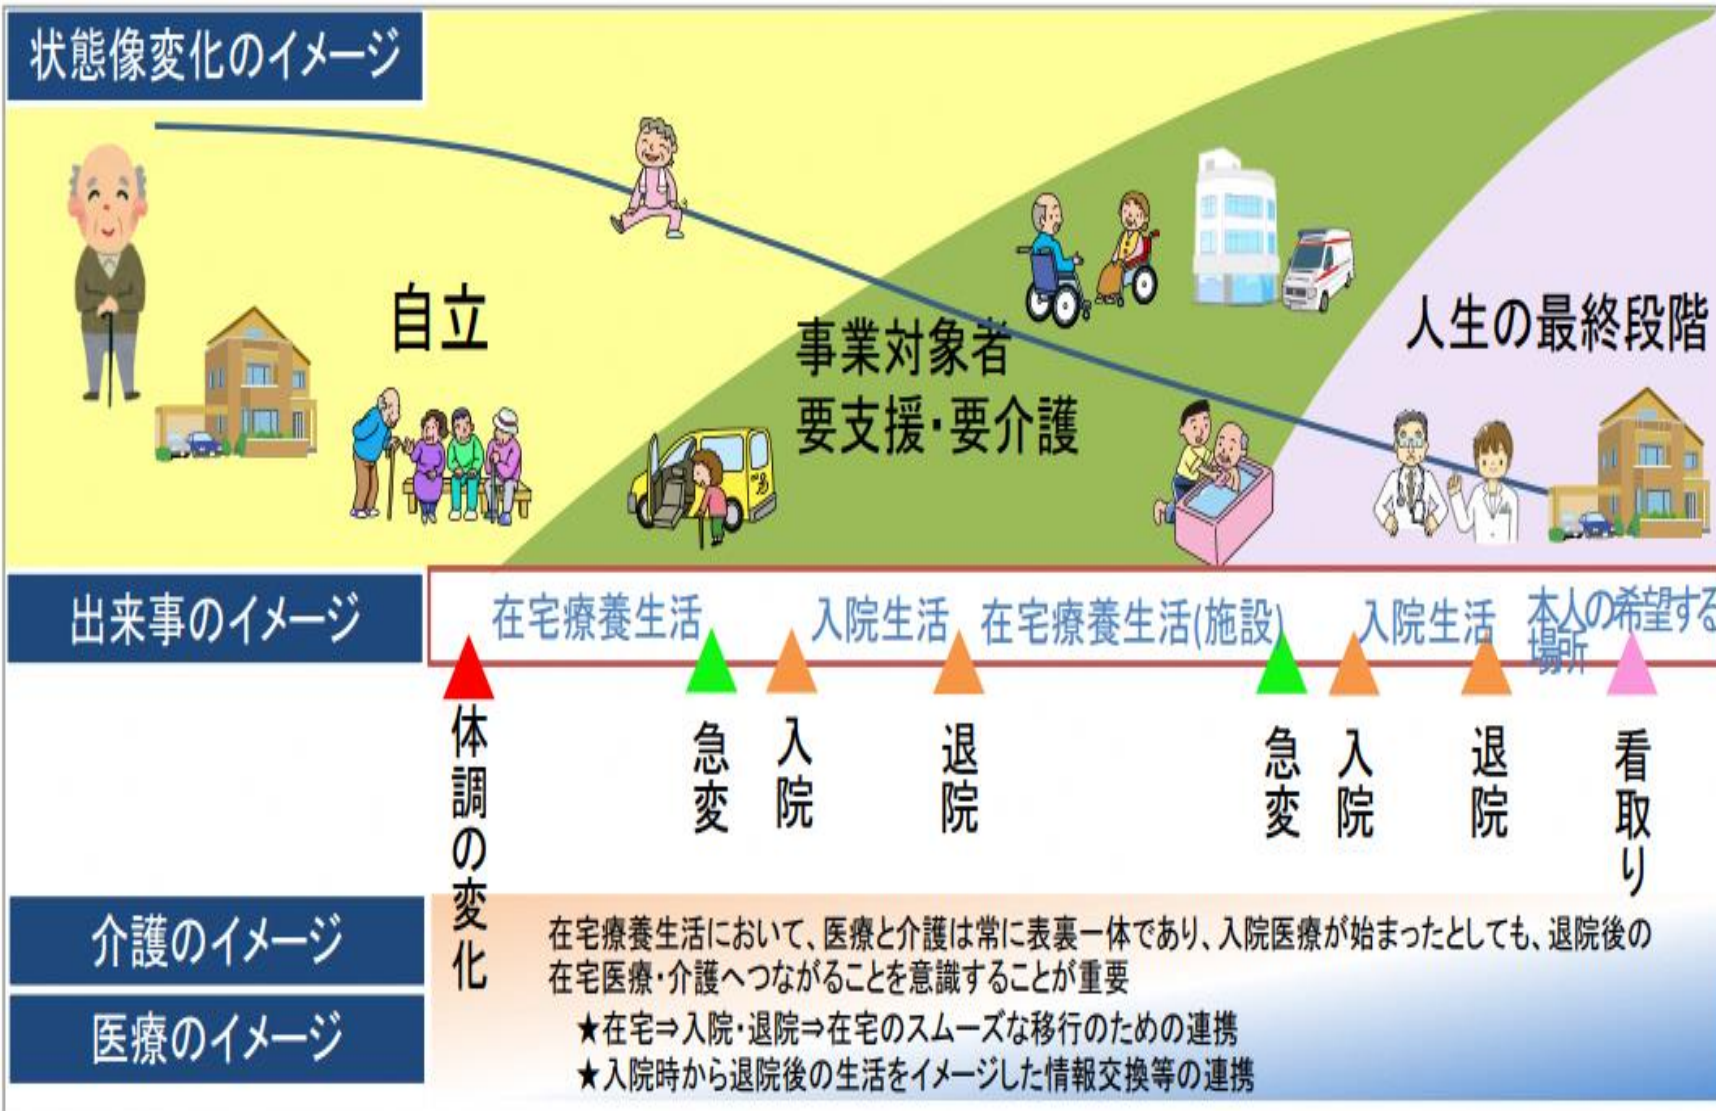 状態像変化のイメージ
自立
事業対象者
要支援・要介護
人生の最終段階
出来事のイメージ
在宅療養生活
入院生活
在宅療養生活(施設)
入院生活
本人の希望する
場所
体調の変化
急変
入院
退院
急変
入院
退院
看取り
介護のイメージ
医療のイメージ
在宅療養生活において、医療と介護は常に表裏一体であり、入院医療が始まったとしても、退院後の
在宅医療・介護へつながることを意識することが重要
★在宅⇒入院・退院⇒在宅のスムーズな移行のための連携
★入院時から退院後の生活をイメージした情報交換等の連携